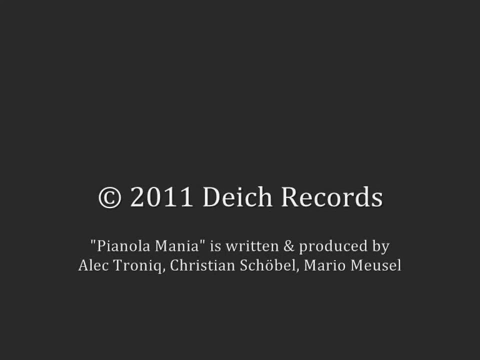 © 2011 Deich Records
"Pianola Mania" is written & produced by
Alec Troniq, Christian Schöbel, Mario Meusel